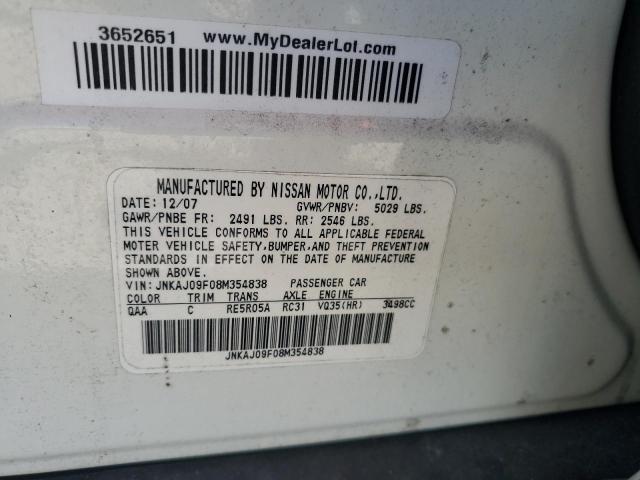 3652651 www.MyDealerLot.com
MANUFACTURED BY NISSAN MOTOR CO.,LTD.
DATE: 12/07 GVWR/PNBV: 5029 LBS.
GAWR/PNBE FR: 2491 LBS. RR: 2546 LBS.
THIS VEHICLE CONFORMS TO ALL APPLICABLE FEDERAL
MOTER VEHICLE SAFETY,BUMPER,AND THEFT PREVENTION
STANDARDS IN EFFECT ON THE DATE OF MANUFACTURE
SHOWN ABOVE.
VIN: JNKAJ09F08M354838 PASSENGER CAR
COLOR TRIM TRANS AXLE ENGINE
QAA C RE5R05A RC31 VQ35(HR) 3498CC
JNKAJ09F08M354838